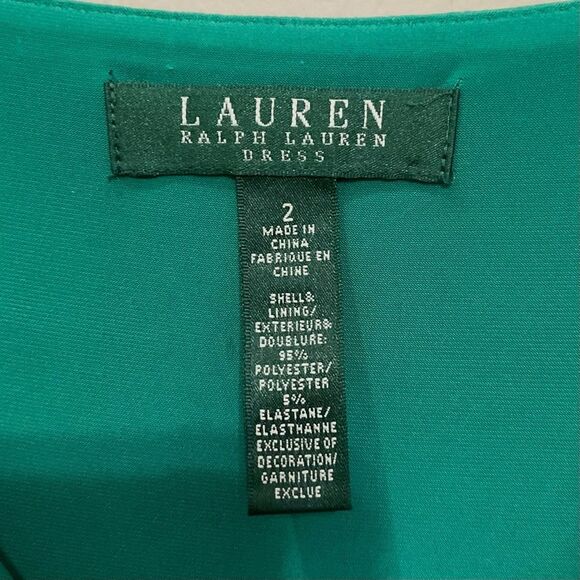 LAUREN
RALPH LAUREN
DRESS
2
MADE IN
CHINA
FABRIQUE EN
CHINE
SHELL&
LINING/
EXTERIEUR&
DOUBLURE:
95%
POLYESTER/
POLYESTER
5%
ELASTANE/
ELASTHANNE
EXCLUSIVE OF
DECORATION/
GARNITURE
EXCLUE